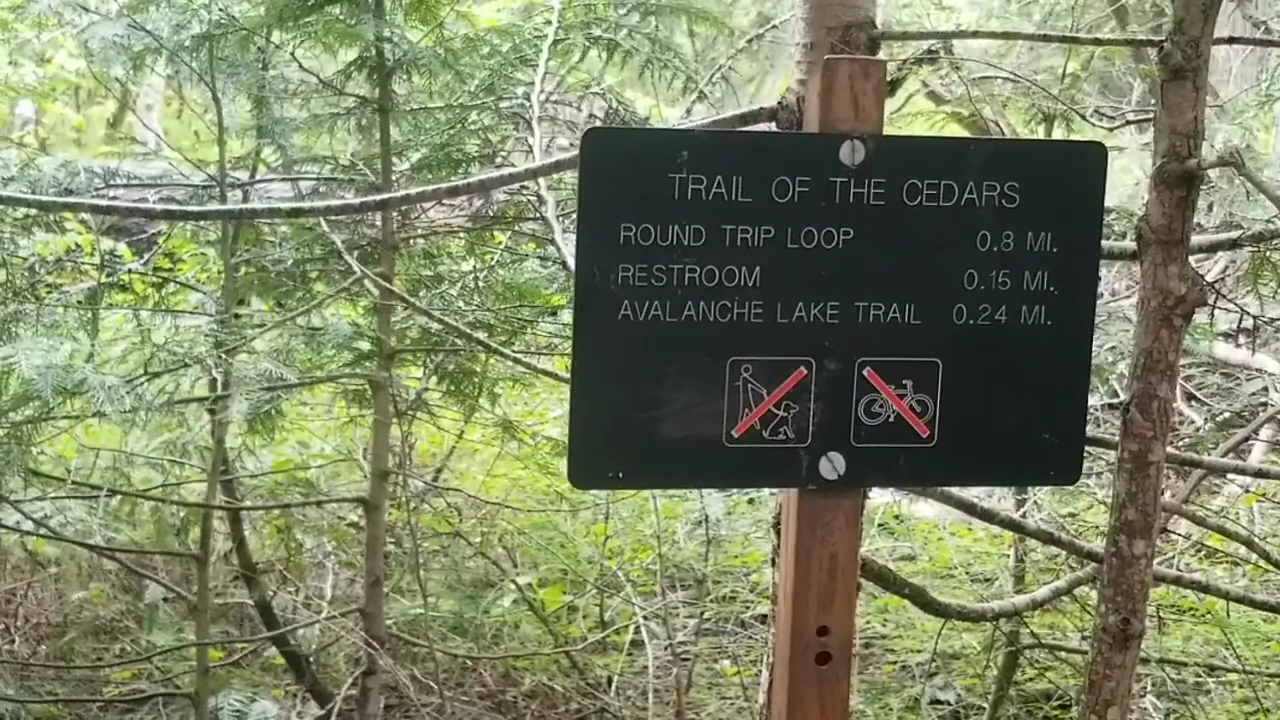 TRAIL OF THE CEDARS
ROUND TRIP LOOP 0.8 MI.
RESTROOM 0.15 MI.
AVALANCHE LAKE TRAIL 0.24 MI.